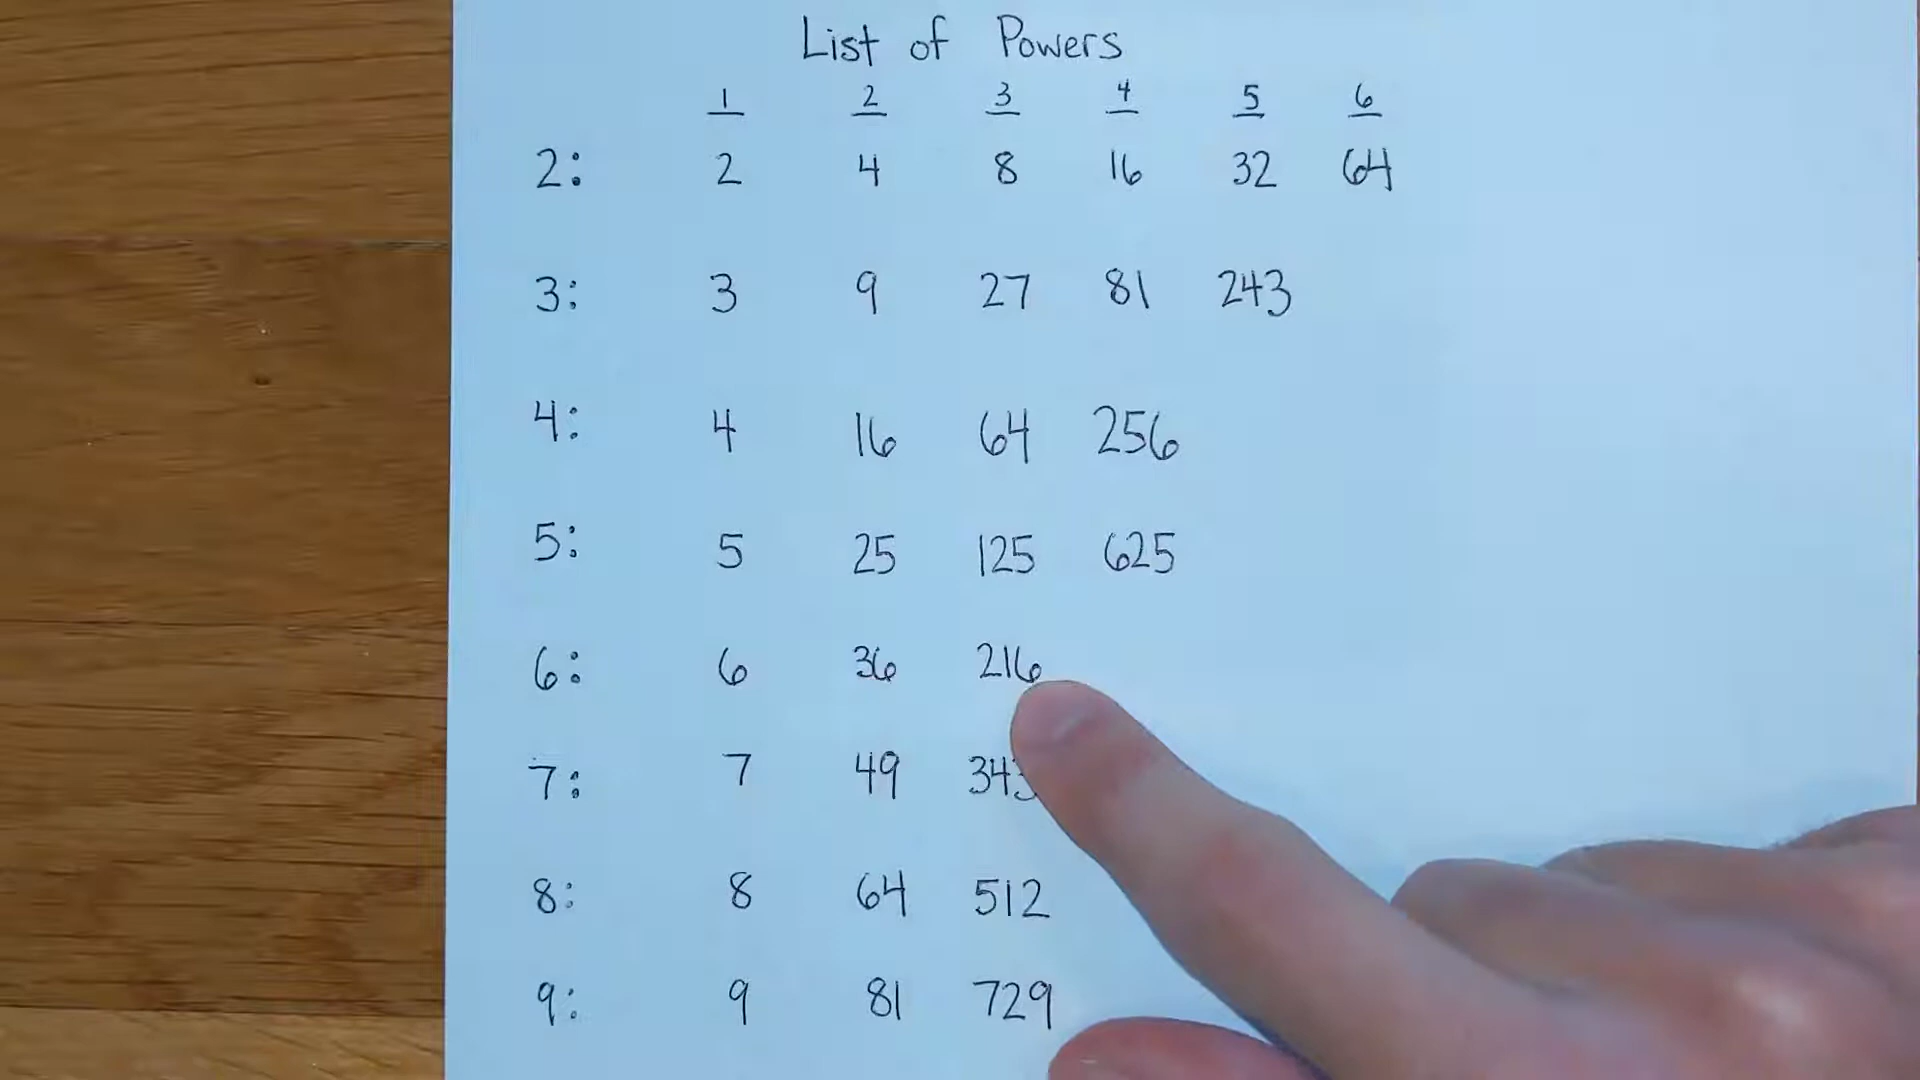 List of Powers
1 2 3 4 5 6
2: 2 4 8 16 32 64
3: 3 9 27 81 243
4: 4 16 64 256
5: 5 25 125 625
6: 6 36 216
7: 7 49 343
8: 8 64 512
9: 9 81 729